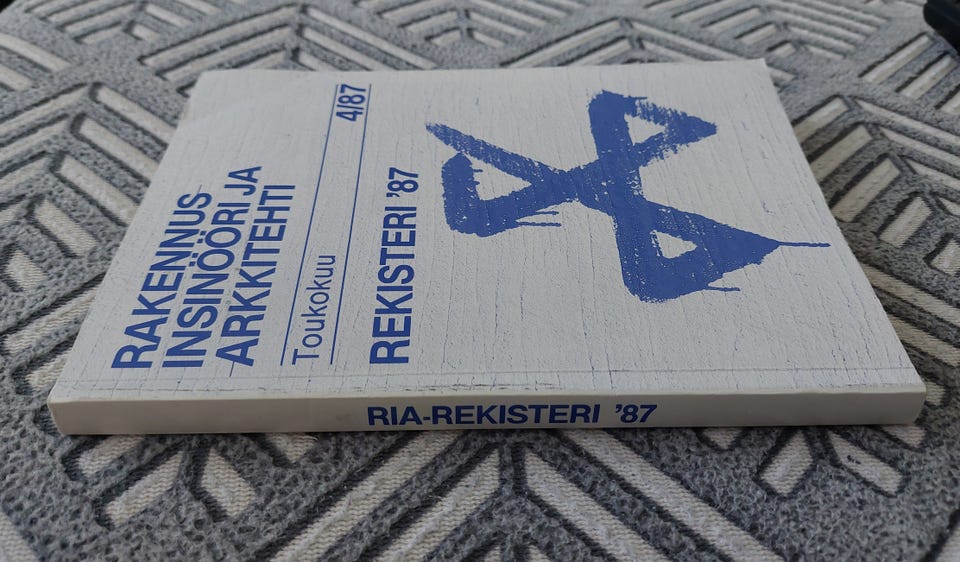 RAKENNUS-
INSINÖÖRI JA
ARKKITEHTI
Toukokuu
4/87
REKISTERI ’87
RIA-REKISTERI ’87